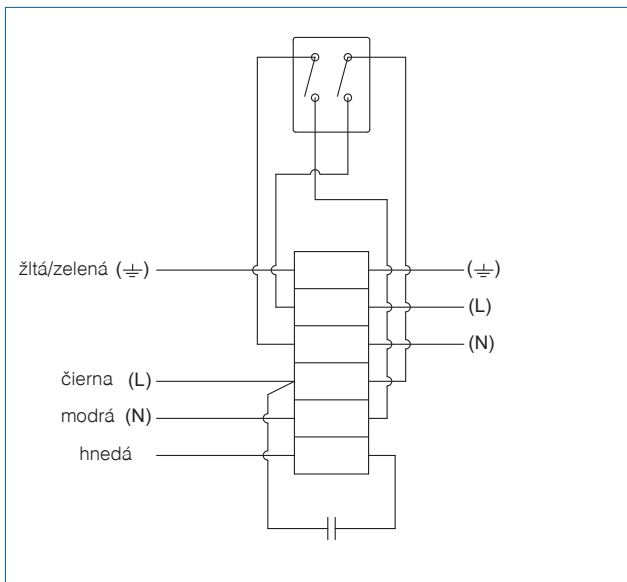 žltá/zelená (⏚) (⏚)
(L)
(N)
čierna (L)
modrá (N)
hnedá